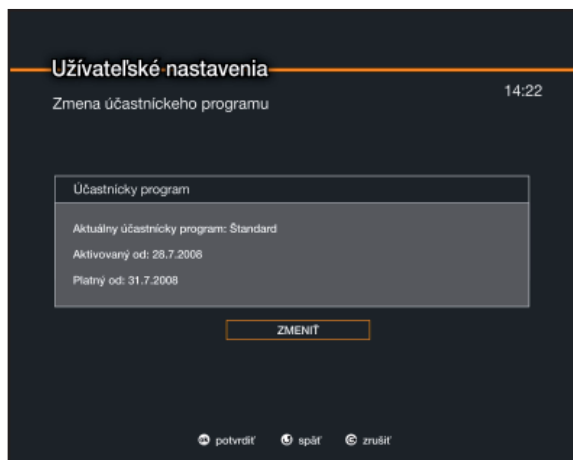 Užívateľské nastavenia
Zmena účastníckeho programu
14:22
Účastnícky program
Aktuálny účastnícky program: Štandard
Aktivovaný od: 28.7.2008
Platný od: 31.7.2008
ZMENIŤ
OK potvrdiť späť C zrušiť